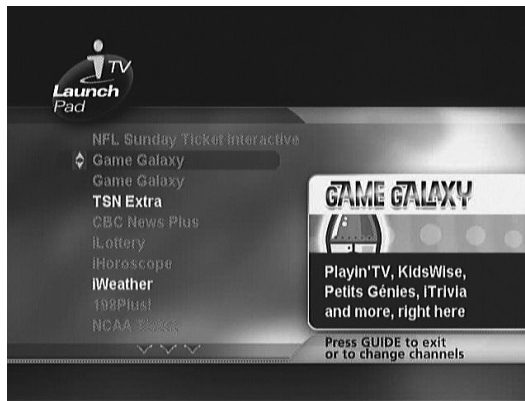 iTV
Launch
Pad
NFL Sunday Ticket Interactive
Game Galaxy
Game Galaxy
TSN Extra
CBC News Plus
iLottery
iHoroscope
iWeather
198Plus!
NCAA
GAME GALAXY
Playin'TV, KidsWise,
Petits Génies, iTrivia
and more, right here
Press GUIDE to exit
or to change channels